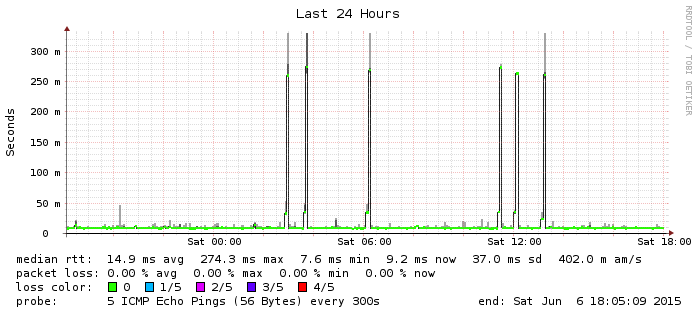 Last 24 Hours
RRDTOOL / TOBI OETIKER
Seconds
300 m
250 m
200 m
150 m
100 m
50 m
0
Sat 00:00 Sat 06:00 Sat 12:00 Sat 18:00
median rtt: 14.9 ms avg 274.3 ms max 7.6 ms min 9.2 ms now 37.0 ms sd 402.0 m am/s
packet loss: 0.00 % avg 0.00 % max 0.00 % min 0.00 % now
loss color: 0 1/5 2/5 3/5 4/5
probe: 5 ICMP Echo Pings (56 Bytes) every 300s end: Sat Jun 6 18:05:09 2015